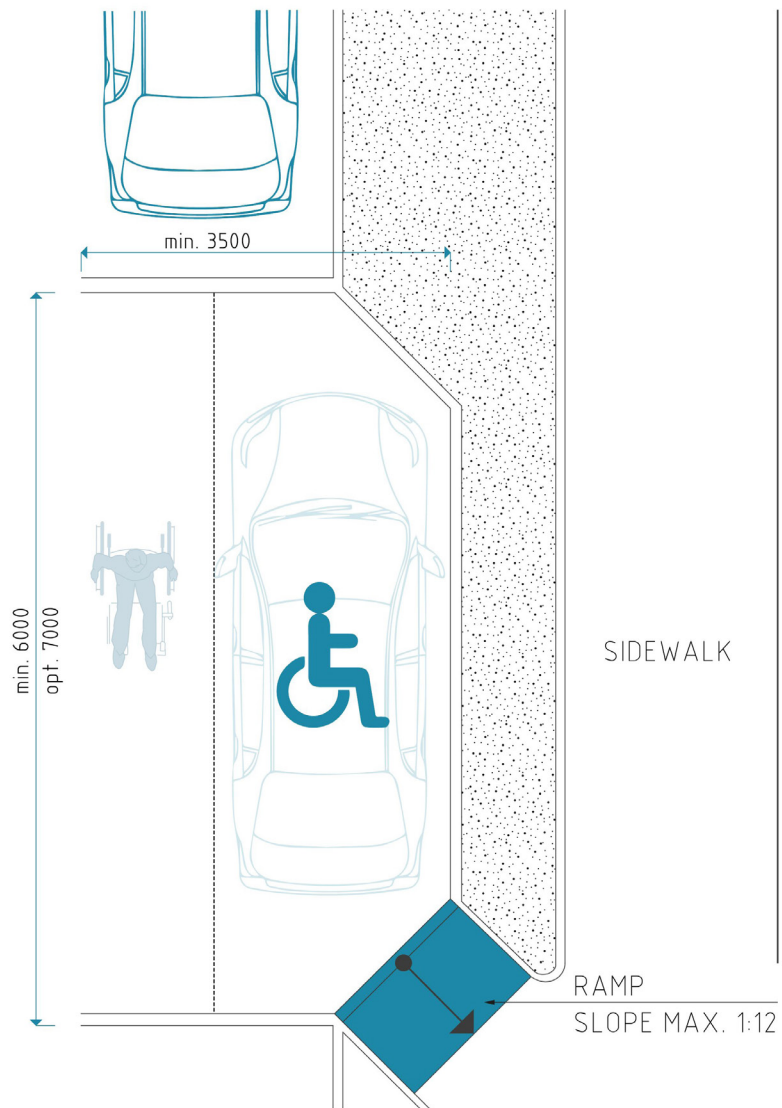 min. 3500
min. 6000
opt. 7000
SIDEWALK
RAMP
SLOPE MAX. 1:12